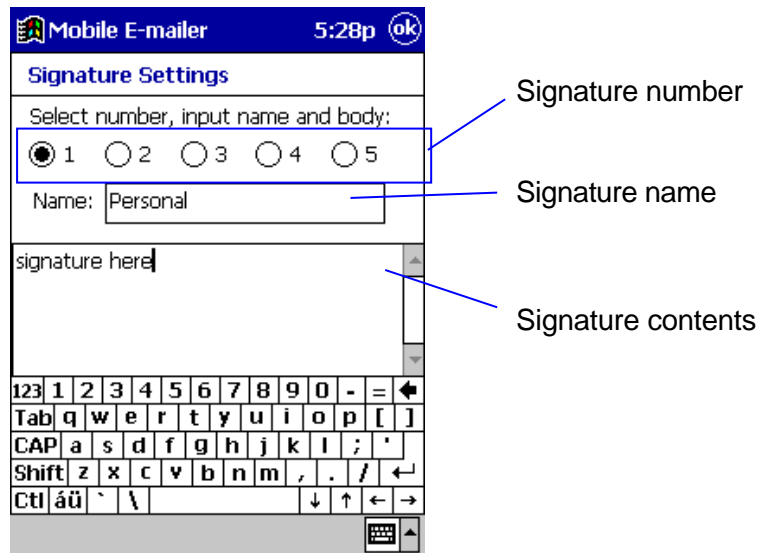 Mobile E-mailer 5:28p ok
Signature Settings
Signature number
Select number, input name and body:
1 2 3 4 5
Name: Personal
Signature name
signature here
Signature contents
123 1 2 3 4 5 6 7 8 9 0 - =
Tab q w e r t y u i o p [ ]
CAP a s d f g h j k l ; '
Shift z x c v b n m , . /
Ctl áü ` \